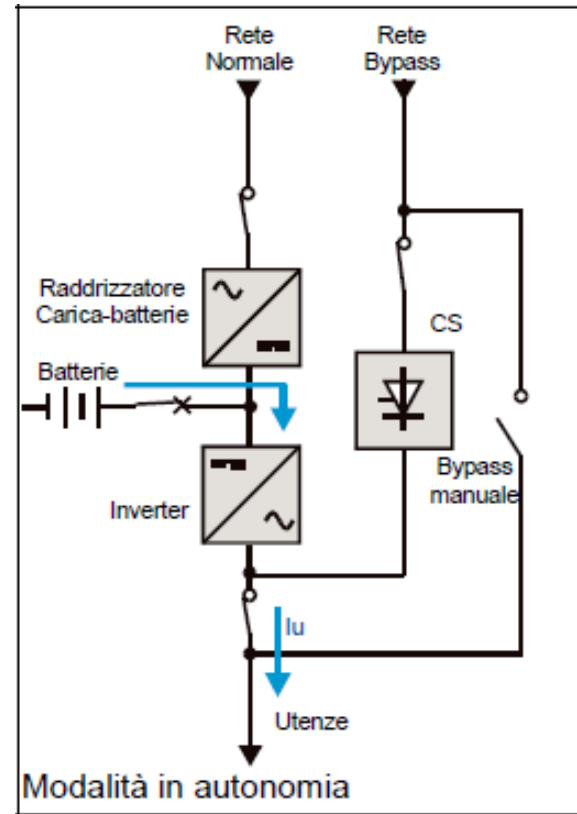 Rete
Normale
Rete
Bypass
Raddrizzatore
Carica-batterie
CS
Batterie
Bypass
manuale
Inverter
Iu
Utenze
Modalità in autonomia